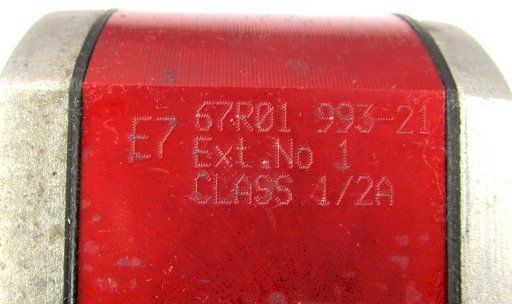 E7 67R01 993-21
Ext.No 1
CLASS 1/2A